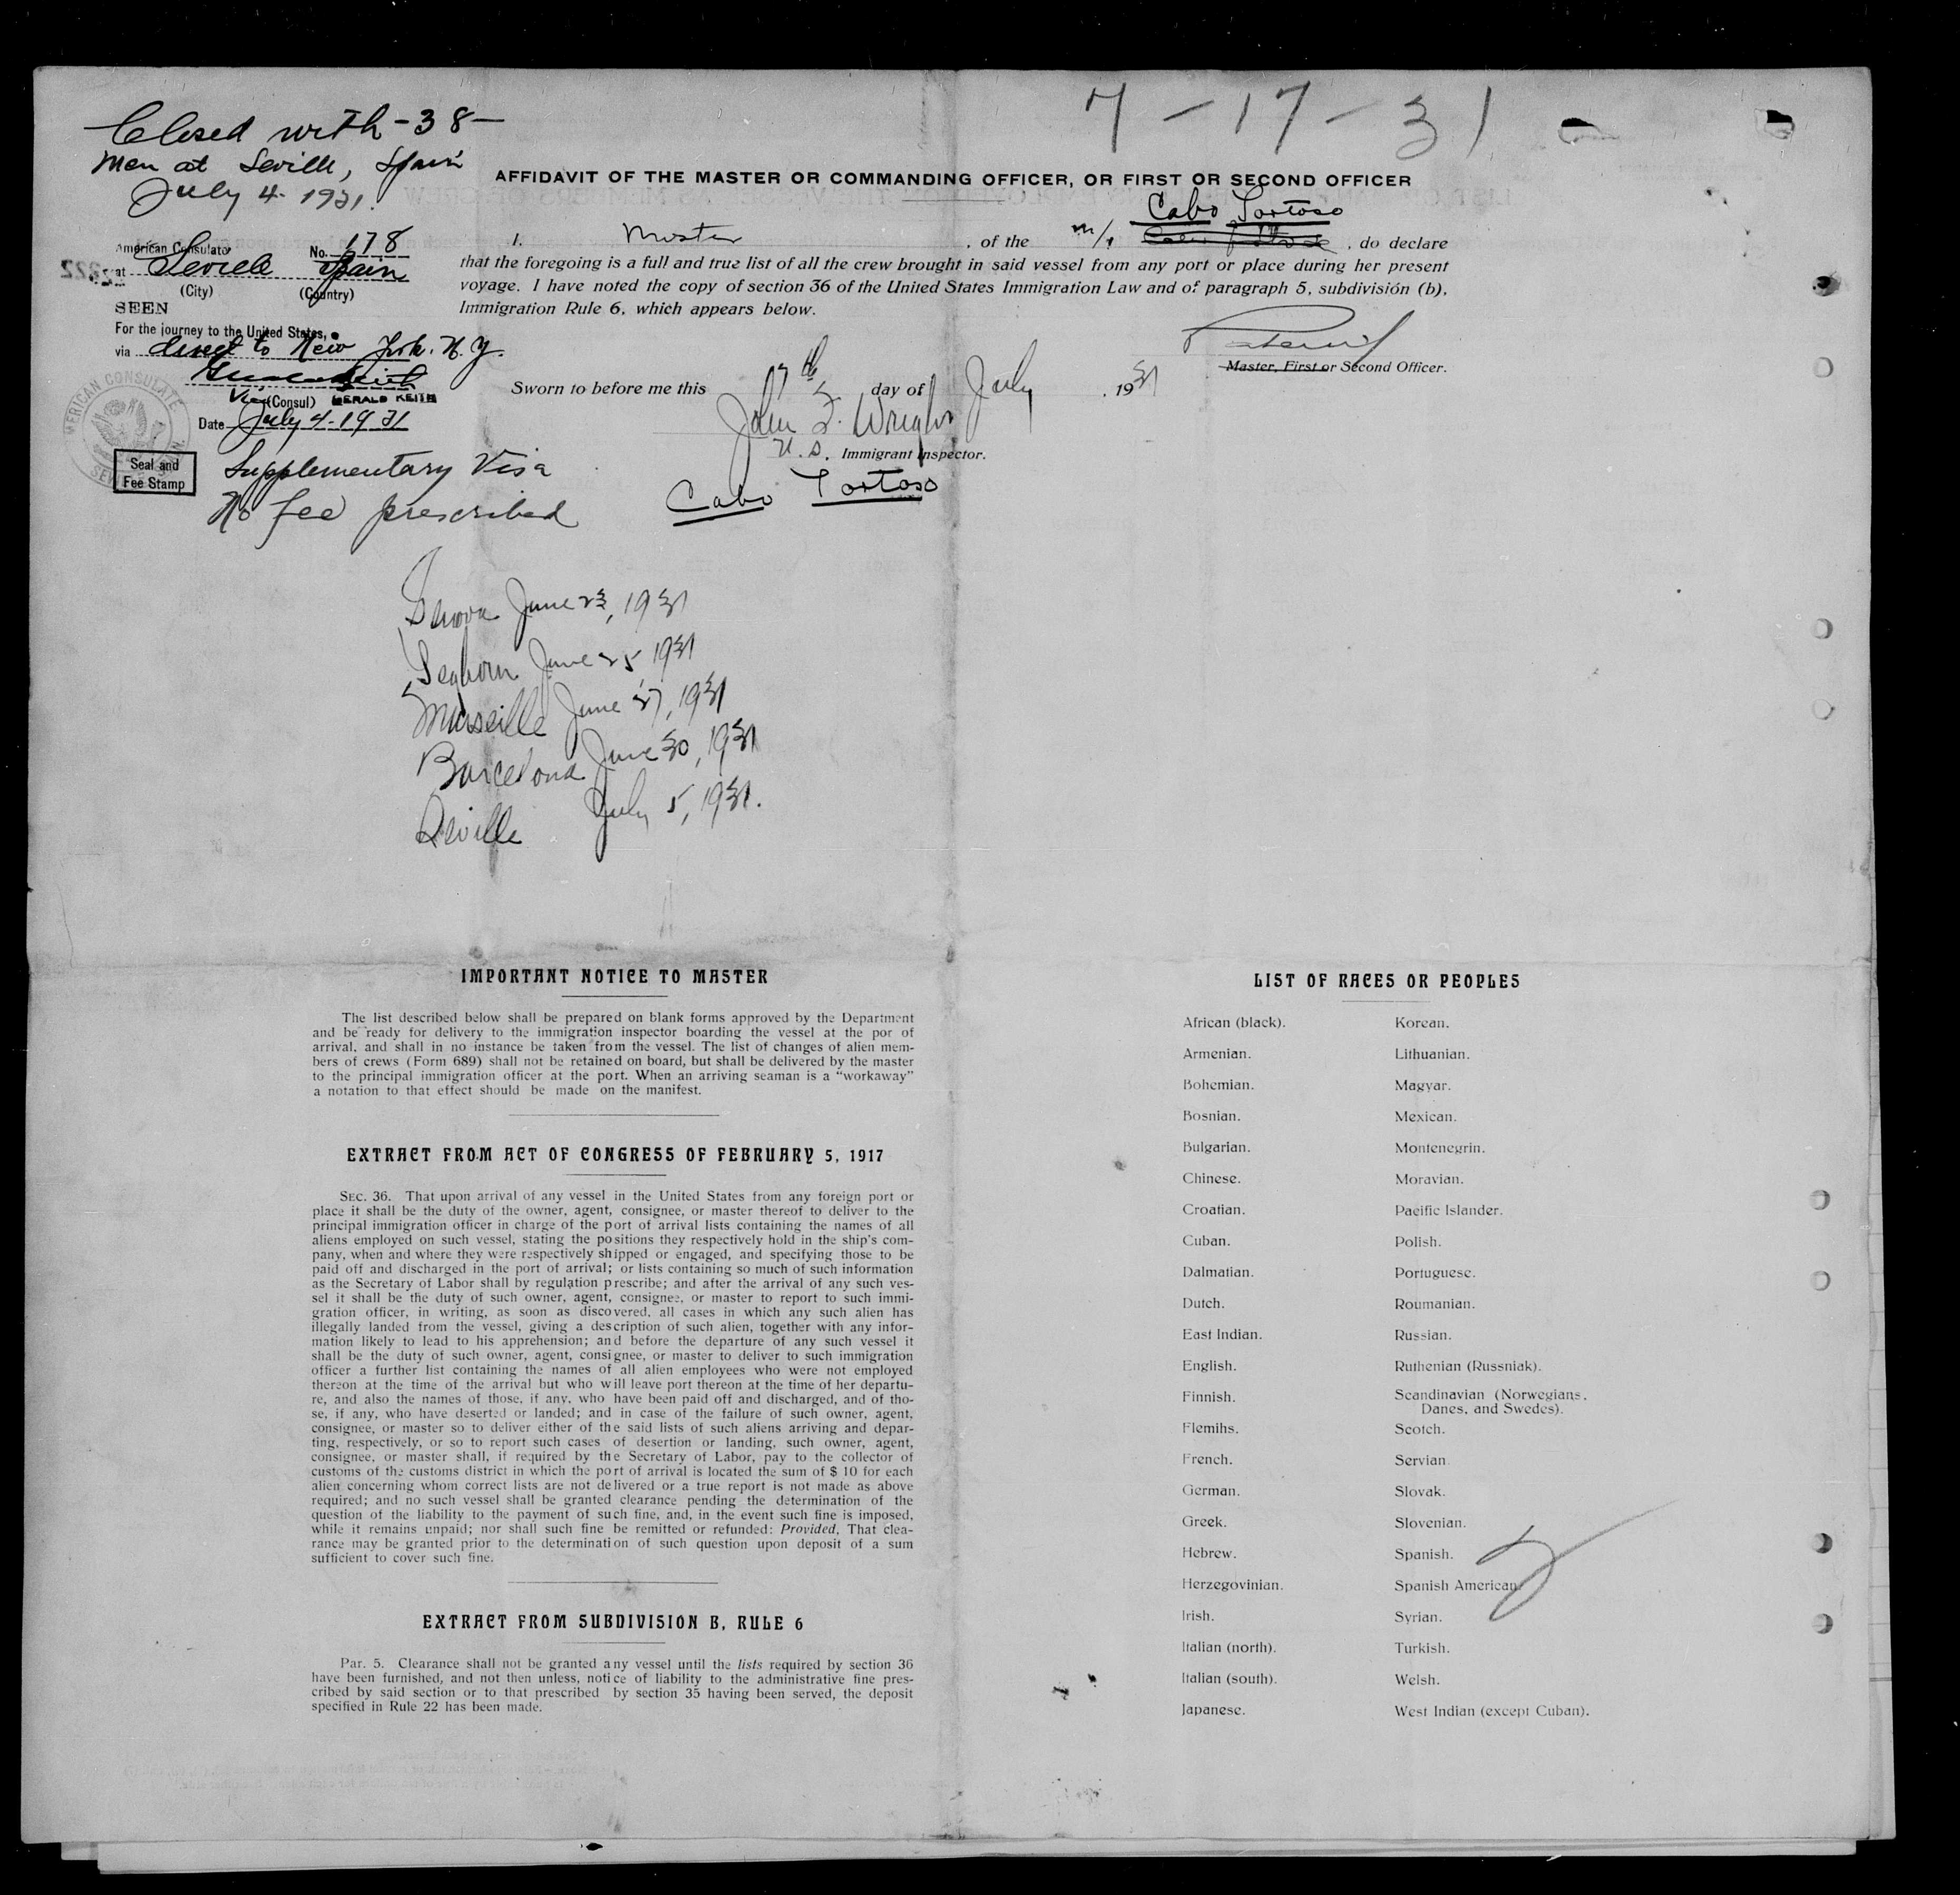 7-17-31
Closed with -38-
Men at Seville, Spain
July 4- 1931.
AFFIDAVIT OF THE MASTER OR COMMANDING OFFICER, OR FIRST OR SECOND OFFICER
Cabo Tortoso
I, Master, of the m/s, do declare
that the foregoing is a full and true list of all the crew brought in said vessel from any port or place during her present
voyage. I have noted the copy of section 36 of the United States Immigration Law and of paragraph 5, subdivisión (b),
Immigration Rule 6, which appears below.
Master, First or Second Officer.
Sworn to before me this 17th day of July, 1931
John F. Wright
U.S. Immigrant Inspector.
Cabo Tortoso
American Consulate No. 178
at Seville Spain
(City) (Country)
SEEN
For the journey to the United States,
via direct to New York. N.Y.
Vice (Consul) GERALD KEITH
Date July 4-1931
AMERICAN CONSULATE
Seal and
Fee Stamp
Supplementary Visa
No fee prescribed
Genova June 23, 1931
Leghorn June 25, 1931
Marseille June 27, 1931
Barcelona June 30, 1931
Seville July 5, 1931.
IMPORTANT NOTICE TO MASTER
The list described below shall be prepared on blank forms approved by the Department
and be ready for delivery to the immigration inspector boarding the vessel at the por of
arrival, and shall in no instance be taken from the vessel. The list of changes of alien mem-
bers of crews (Form 689) shall not be retained on board, but shall be delivered by the master
to the principal immigration officer at the port. When an arriving seaman is a "workaway"
a notation to that effect should be made on the manifest.
EXTRACT FROM ACT OF CONGRESS OF FEBRUARY 5, 1917
SEC. 36. That upon arrival of any vessel in the United States from any foreign port or
place it shall be the duty of the owner, agent, consignee, or master thereof to deliver to the
principal immigration officer in charge of the port of arrival lists containing the names of all
aliens employed on such vessel, stating the positions they respectively hold in the ship's com-
pany, when and where they were respectively shipped or engaged, and specifying those to be
paid off and discharged in the port of arrival; or lists containing so much of such information
as the Secretary of Labor shall by regulation prescribe; and after the arrival of any such ves-
sel it shall be the duty of such owner, agent, consignee, or master to report to such immi-
gration officer, in writing, as soon as discovered, all cases in which any such alien has
illegally landed from the vessel, giving a description of such alien, together with any infor-
mation likely to lead to his apprehension; and before the departure of any such vessel it
shall be the duty of such owner, agent, consignee, or master to deliver to such immigration
officer a further list containing the names of all alien employees who were not employed
thereon at the time of the arrival but who will leave port thereon at the time of her departu-
re, and also the names of those, if any, who have been paid off and discharged, and of tho-
se, if any, who have deserted or landed; and in case of the failure of such owner, agent,
consignee, or master so to deliver either of the said lists of such aliens arriving and depar-
ting, respectively, or so to report such cases of desertion or landing, such owner, agent,
consignee, or master shall, if required by the Secretary of Labor, pay to the collector of
customs of the customs district in which the port of arrival is located the sum of $ 10 for each
alien concerning whom correct lists are not delivered or a true report is not made as above
required; and no such vessel shall be granted clearance pending the determination of the
question of the liability to the payment of such fine, and, in the event such fine is imposed,
while it remains unpaid; nor shall such fine be remitted or refunded: Provided, That clea-
rance may be granted prior to the determination of such question upon deposit of a sum
sufficient to cover such fine.
EXTRACT FROM SUBDIVISION B, RULE 6
Par. 5. Clearance shall not be granted any vessel until the lists required by section 36
have been furnished, and not then unless, notice of liability to the administrative fine pres-
cribed by said section or to that prescribed by section 35 having been served, the deposit
specified in Rule 22 has been made.
LIST OF RACES OR PEOPLES
African (black). Korean.
Armenian. Lithuanian.
Bohemian. Magyar.
Bosnian. Mexican.
Bulgarian. Montenegrin.
Chinese. Moravian.
Croatian. Pacific Islander.
Cuban. Polish.
Dalmatian. Portuguese.
Dutch. Roumanian.
East Indian. Russian.
English. Ruthenian (Russniak).
Finnish. Scandinavian (Norwegians,
Danes, and Swedes).
Flemihs. Scotch.
French. Servian.
German. Slovak.
Greek. Slovenian.
Hebrew. Spanish.
Herzegovinian. Spanish American.
Irish. Syrian.
Italian (north). Turkish.
Italian (south). Welsh.
Japanese. West Indian (except Cuban).